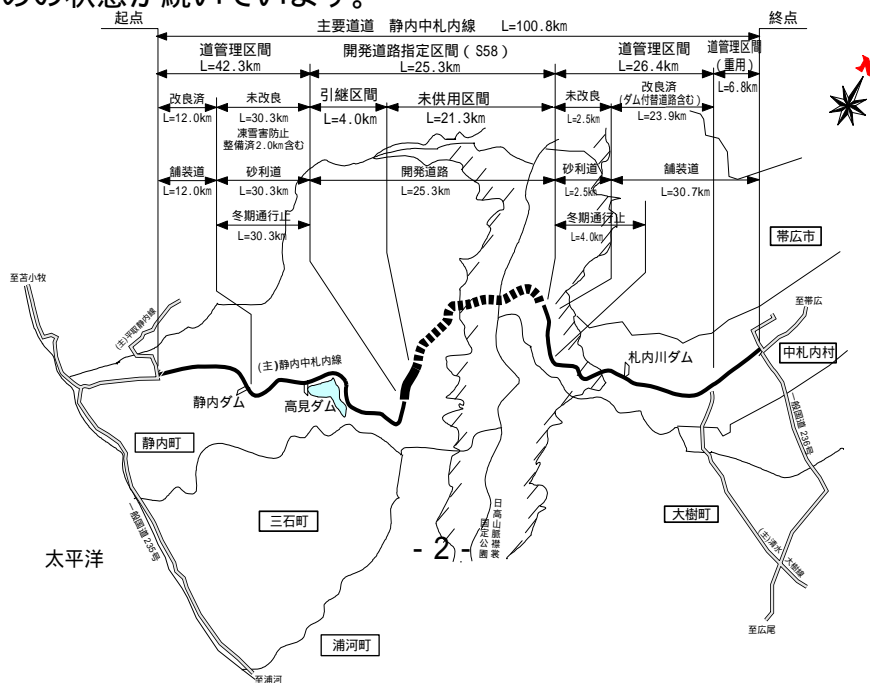 めの状態が続いています。
起点
主要道道 静内中札内線 L=100.8km
終点
道管理区間
L=42.3km
開発道路指定区間(S58)
L=25.3km
道管理区間
L=26.4km
道管理区間
(重用)
L=6.8km
改良済
L=12.0km
未改良
L=30.3km
凍雪害防止
整備済2.0km含む
引継区間
L=4.0km
未供用区間
L=21.3km
未改良
L=2.5km
改良済
(ダム付替道路含む)
L=23.9km
舗装道
L=12.0km
砂利道
L=30.3km
開発道路
L=25.3km
砂利道
L=2.5km
舗装道
L=30.7km
冬期通行止
L=30.3km
冬期通行止
L=4.0km
帯広市
至苫小牧
至帯広
(主)平取静内線
(主)静内中札内線
札内川ダム
中札内村
静内ダム
高見ダム
静内町
一般国道236号
一般国道235号
三石町
日高山脈襟裳
国定公園
大樹町
太平洋
- 2 -
(主)清水大樹線
浦河町
至広尾
至浦河